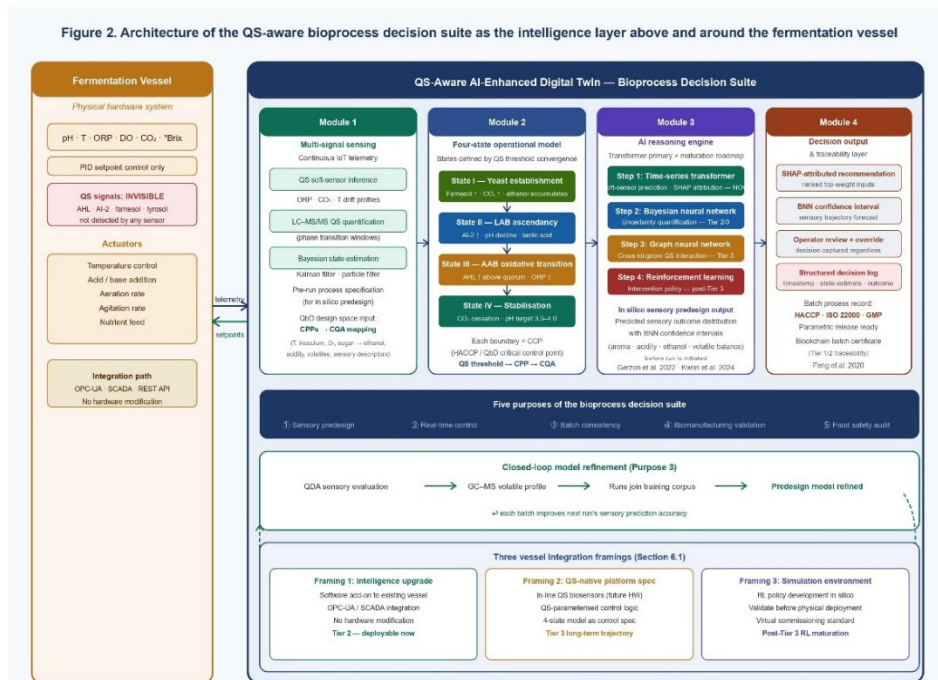 Figure 2. Architecture of the QS-aware bioprocess decision suite as the intelligence layer above and around the fermentation vessel
Fermentation Vessel
Physical hardware system
pH · T · ORP · DO · CO₂ · °Brix
PID setpoint control only
QS signals: INVISIBLE
AHL · AI-2 · farnesol · tyrosol
not detected by any sensor
Actuators
Temperature control
Acid / base addition
Aeration rate
Agitation rate
Nutrient feed
Integration path
OPC-UA · SCADA · REST API
No hardware modification
telemetry
setpoints
QS-Aware AI-Enhanced Digital Twin — Bioprocess Decision Suite
Module 1
Multi-signal sensing
Continuous IoT telemetry
QS soft-sensor inference
ORP · CO₂ · T drift profiles
LC–MS/MS QS quantification
(phase transition windows)
Bayesian state estimation
Kalman filter · particle filter
Pre-run process specification
(for in silico predesign)
QbD design space input:
CPPs → CQA mapping
(T, inoculum, D₀, sugar → ethanol,
acidity, volatiles, sensory descriptors)
Module 2
Four-state operational model
States defined by QS threshold convergence
State I — Yeast establishment
Farnesol ↑ · CO₂ ↑ · ethanol accumulates
State II — LAB ascendancy
AI-2 ↑ · pH decline · lactic acid
State III — AAB oxidative transition
AHL ↑ above quorum · ORP ↑
State IV — Stabilisation
CO₂ cessation · pH target 3.5–4.0
Each boundary = CCP
(HACCP / QbD critical control point)
QS threshold → CPP → CQA
Module 3
AI reasoning engine
Transformer primary + maturation roadmap
Step 1: Time-series transformer
ft-sensor prediction · SHAP attribution — NO
Step 2: Bayesian neural network
Uncertainty quantification — Tier 2/3
Step 3: Graph neural network
Cross kingdom QS interaction — Tier 3
Step 4: Reinforcement learning
Intervention policy — post-Tier 3
In silico sensory predesign output
Predicted sensory outcome distribution
with BNN confidence intervals
(aroma · acidity · ethanol · volatile balance)
before run is initiated
Gerzon et al. 2022 · Kwon et al. 2024
Module 4
Decision output
& traceability layer
SHAP-attributed recommendation
ranked top-weight inputs
BNN confidence interval
sensory trajectory forecast
Operator review + override
decision captured regardless
Structured decision log
timestamp · state estimate · outcome
Batch process record:
HACCP · ISO 22000 · GMP
Parametric release ready
Blockchain batch certificate
(Tier 1/2 traceability)
Feng et al. 2020
Five purposes of the bioprocess decision suite
① Sensory predesign
② Real-time control
③ Batch consistency
④ Biomanufacturing validation
⑤ Food safety audit
Closed-loop model refinement (Purpose 3)
QDA sensory evaluation → GC–MS volatile profile → Runs join training corpus → Predesign model refined
↵ each batch improves next run's sensory prediction accuracy
Three vessel integration framings (Section 6.1)
Framing 1: Intelligence upgrade
Software add-on to existing vessel
OPC-UA / SCADA integration
No hardware modification
Tier 2 — deployable now
Framing 2: QS-native platform spec
In-line QS biosensors (future HW)
QS-parameterised control logic
4-state model as control spec
Tier 3 long-term trajectory
Framing 3: Simulation environment
RL policy development in silico
Validate before physical deployment
Virtual commissioning standard
Post-Tier 3 RL maturation